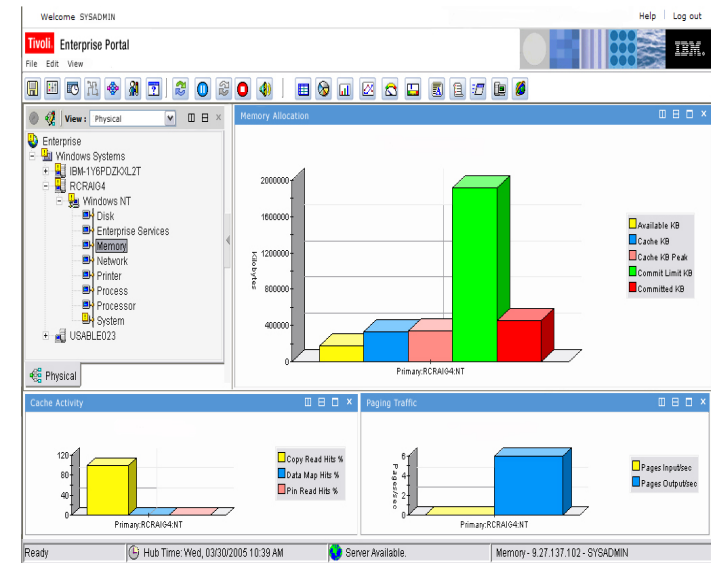 Welcome SYSADMIN
Help Log out
Tivoli. Enterprise Portal
IBM.
File Edit View
View: Physical
Enterprise
Windows Systems
IBM-1Y6PDZKXL2T
RCRAIG4
Windows NT
Disk
Enterprise Services
Memory
Network
Printer
Process
Processor
System
USABLE023
Physical
Memory Allocation
Kilobytes
2000000
1600000
1200000
800000
400000
0
Primary:RCRAIG4:NT
Available KB
Cache KB
Cache KB Peak
Commit Limit KB
Committed KB
Cache Activity
120
80
40
0
Primary:RCRAIG4:NT
Copy Read Hits %
Data Map Hits %
Pin Read Hits %
Paging Traffic
Pages/sec
6
4
2
0
Primary:RCRAIG4:NT
Pages Input/sec
Pages Output/sec
Ready
Hub Time: Wed, 03/30/2005 10:39 AM
Server Available.
Memory - 9.27.137.102 - SYSADMIN